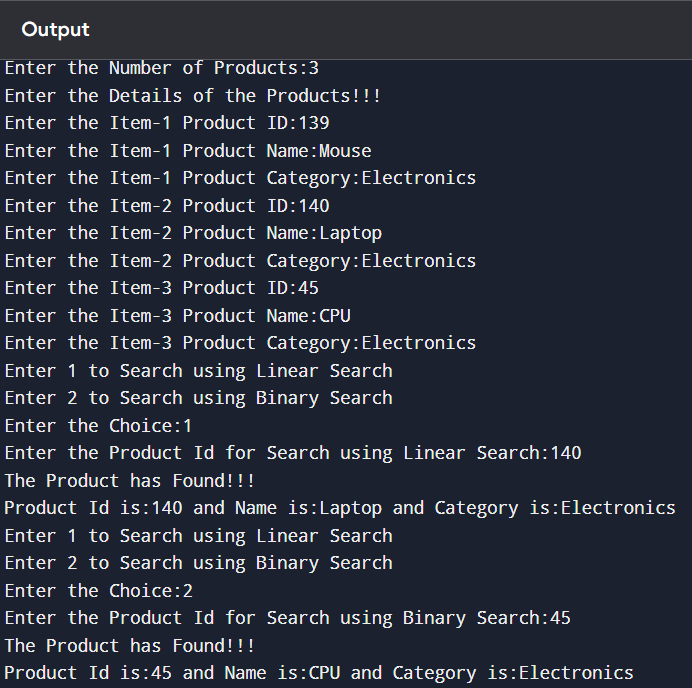 Output
Enter the Number of Products:3
Enter the Details of the Products!!!
Enter the Item-1 Product ID:139
Enter the Item-1 Product Name:Mouse
Enter the Item-1 Product Category:Electronics
Enter the Item-2 Product ID:140
Enter the Item-2 Product Name:Laptop
Enter the Item-2 Product Category:Electronics
Enter the Item-3 Product ID:45
Enter the Item-3 Product Name:CPU
Enter the Item-3 Product Category:Electronics
Enter 1 to Search using Linear Search
Enter 2 to Search using Binary Search
Enter the Choice:1
Enter the Product Id for Search using Linear Search:140
The Product has Found!!!
Product Id is:140 and Name is:Laptop and Category is:Electronics
Enter 1 to Search using Linear Search
Enter 2 to Search using Binary Search
Enter the Choice:2
Enter the Product Id for Search using Binary Search:45
The Product has Found!!!
Product Id is:45 and Name is:CPU and Category is:Electronics